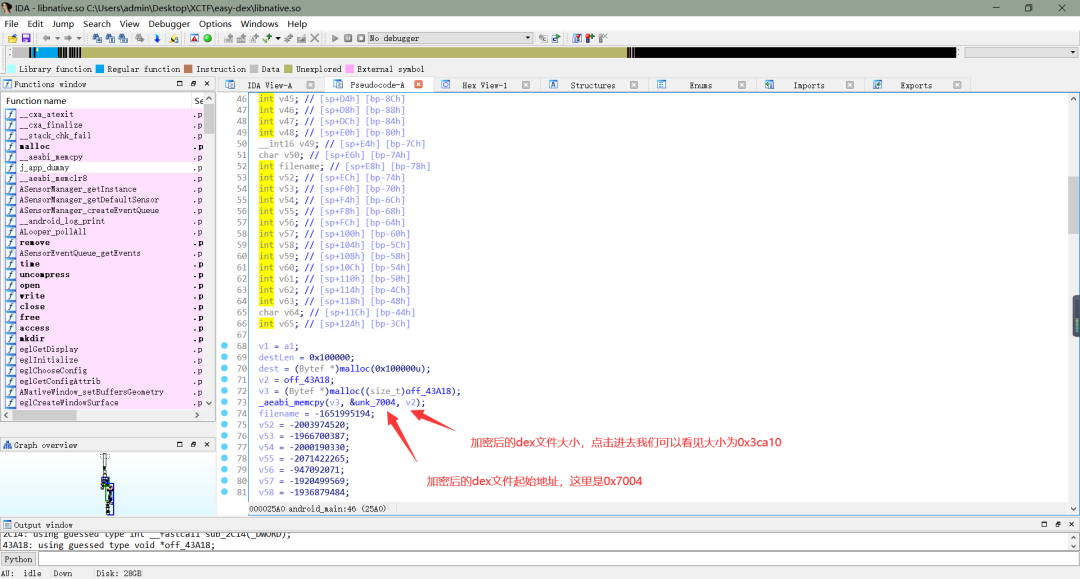 IDA - libnative.so C:\Users\admin\Desktop\XCTF\easy-dex\libnative.so
File Edit Jump Search View Debugger Options Windows Help
No debugger
Library function Regular function Instruction Data Unexplored External symbol
Functions window
Function name Se
__cxa_atexit .p
__cxa_finalize .p
__stack_chk_fail .p
malloc .p
__aeabi_memcpy .p
j_app_dummy .p
__aeabi_memclr8 .p
ASensorManager_getInstance .p
ASensorManager_getDefaultSensor .p
ASensorManager_createEventQueue .p
__android_log_print .p
ALooper_pollAll .p
remove .p
ASensorEventQueue_getEvents .p
time .p
uncompress .p
open .p
write .p
close .p
free .p
access .p
mkdir .p
eglGetDisplay .p
eglInitialize .p
eglChooseConfig .p
eglGetConfigAttrib .p
ANativeWindow_setBuffersGeometry .p
eglCreateWindowSurface .p
Graph overview
IDA View-A Pseudocode-A Hex View-1 Structures Enums Imports Exports
46 int v45; // [sp+D4h] [bp-8Ch]
47 int v46; // [sp+D8h] [bp-88h]
48 int v47; // [sp+DCh] [bp-84h]
49 int v48; // [sp+E0h] [bp-80h]
50 __int16 v49; // [sp+E4h] [bp-7Ch]
51 char v50; // [sp+E6h] [bp-7Ah]
52 int filename; // [sp+E8h] [bp-78h]
53 int v52; // [sp+ECh] [bp-74h]
54 int v53; // [sp+F0h] [bp-70h]
55 int v54; // [sp+F4h] [bp-6Ch]
56 int v55; // [sp+F8h] [bp-68h]
57 int v56; // [sp+FCh] [bp-64h]
58 int v57; // [sp+100h] [bp-60h]
59 int v58; // [sp+104h] [bp-5Ch]
60 int v59; // [sp+108h] [bp-58h]
61 int v60; // [sp+10Ch] [bp-54h]
62 int v61; // [sp+110h] [bp-50h]
63 int v62; // [sp+114h] [bp-4Ch]
64 int v63; // [sp+118h] [bp-48h]
65 char v64; // [sp+11Ch] [bp-44h]
66 int v65; // [sp+124h] [bp-3Ch]
67
68 v1 = a1;
69 destLen = 0x100000;
70 dest = (Bytef *)malloc(0x100000u);
71 v2 = off_43A18;
72 v3 = (Bytef *)malloc((size_t)off_43A18);
73 _aeabi_memcpy(v3, &unk_7004, v2);
74 filename = -1651995194;
75 v52 = -2003974520;
76 v53 = -1966700387;
77 v54 = -2000190330;
78 v55 = -2071422265;
79 v56 = -947092071;
80 v57 = -1920499569;
81 v58 = -1936879484;
加密后的dex文件大小，点击进去我们可以看见大小为0x3ca10
加密后的dex文件起始地址，这里是0x7004
000025A0 android_main:46 (25A0)
Output window
2C14: using guessed type int __fastcall sub_2C14(_DWORD);
43A18: using guessed type void *off_43A18;
Python
AU: idle Down Disk: 28GB